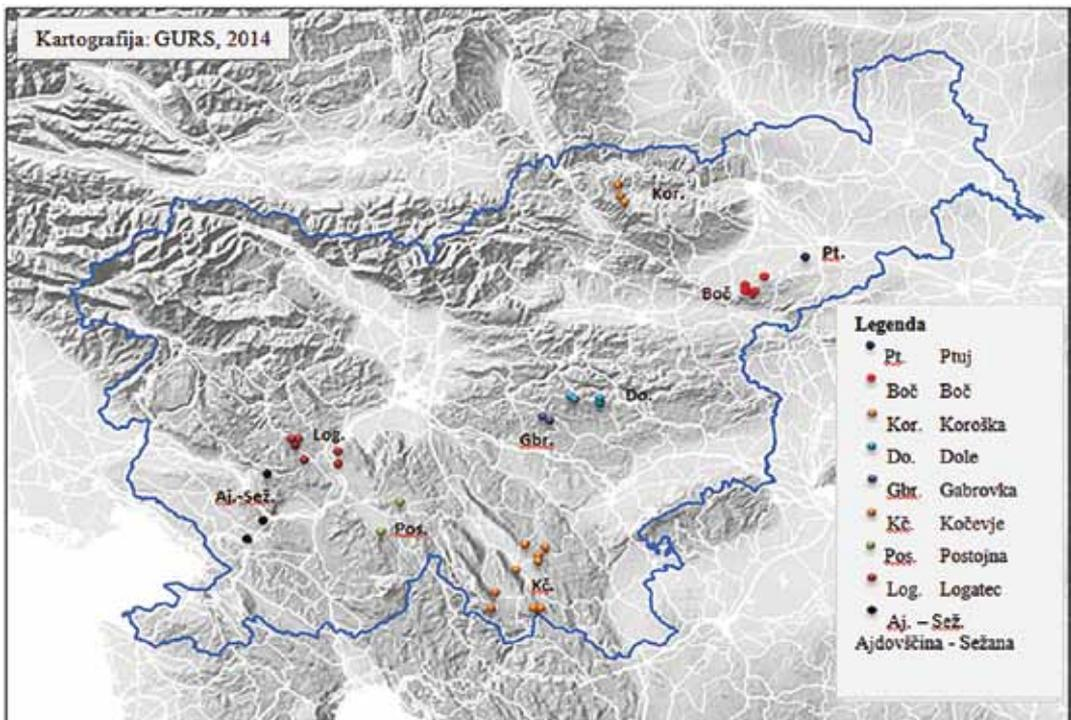 Kartografija: GURS, 2014
Kor.
Pt.
Boč
Do.
Gbr.
Log.
Aj.-Sež.
Pos.
Kč.
Legenda
Pt. Ptuj
Boč Boč
Kor. Koroška
Do. Dole
Gbr. Gabrovka
Kč. Kočevje
Pos. Postojna
Log. Logatec
Aj. – Sež.
Ajdovščina - Sežana